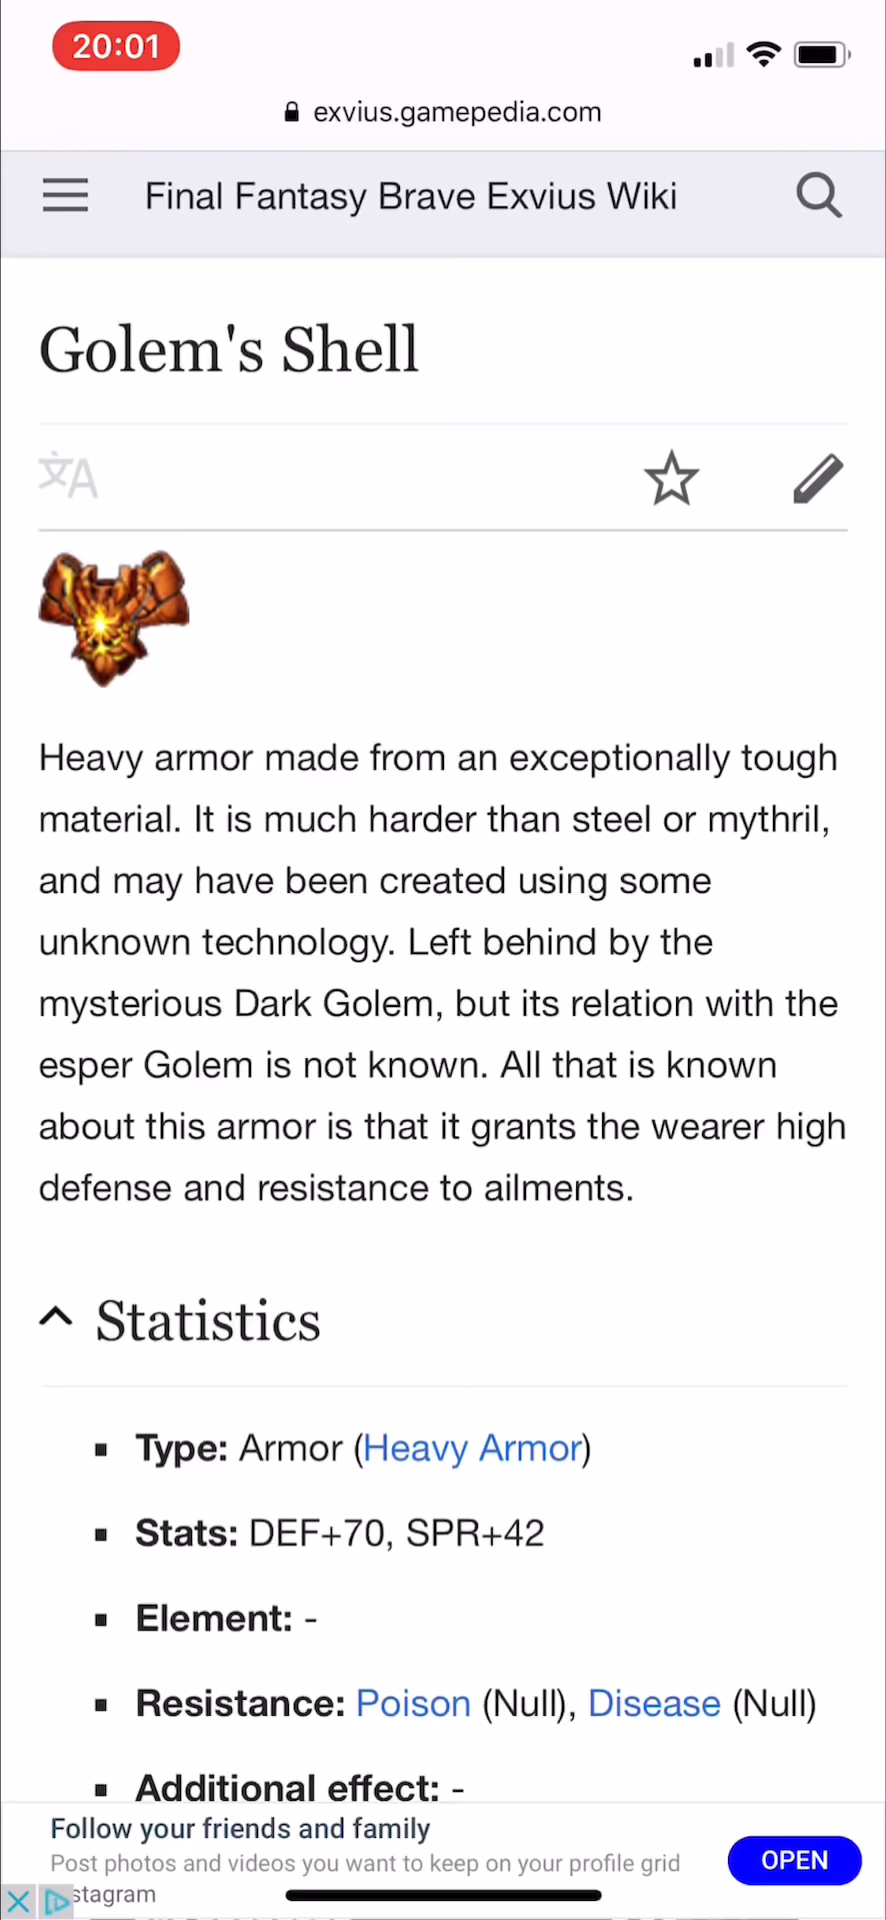 20:01
exvius.gamepedia.com
Final Fantasy Brave Exvius Wiki
Golem's Shell
文A
Heavy armor made from an exceptionally tough
material. It is much harder than steel or mythril,
and may have been created using some
unknown technology. Left behind by the
mysterious Dark Golem, but its relation with the
esper Golem is not known. All that is known
about this armor is that it grants the wearer high
defense and resistance to ailments.
Statistics
▪ Type: Armor (Heavy Armor)
▪ Stats: DEF+70, SPR+42
▪ Element: -
▪ Resistance: Poison (Null), Disease (Null)
▪ Additional effect: -
Follow your friends and family
Post photos and videos you want to keep on your profile grid
stagram
OPEN